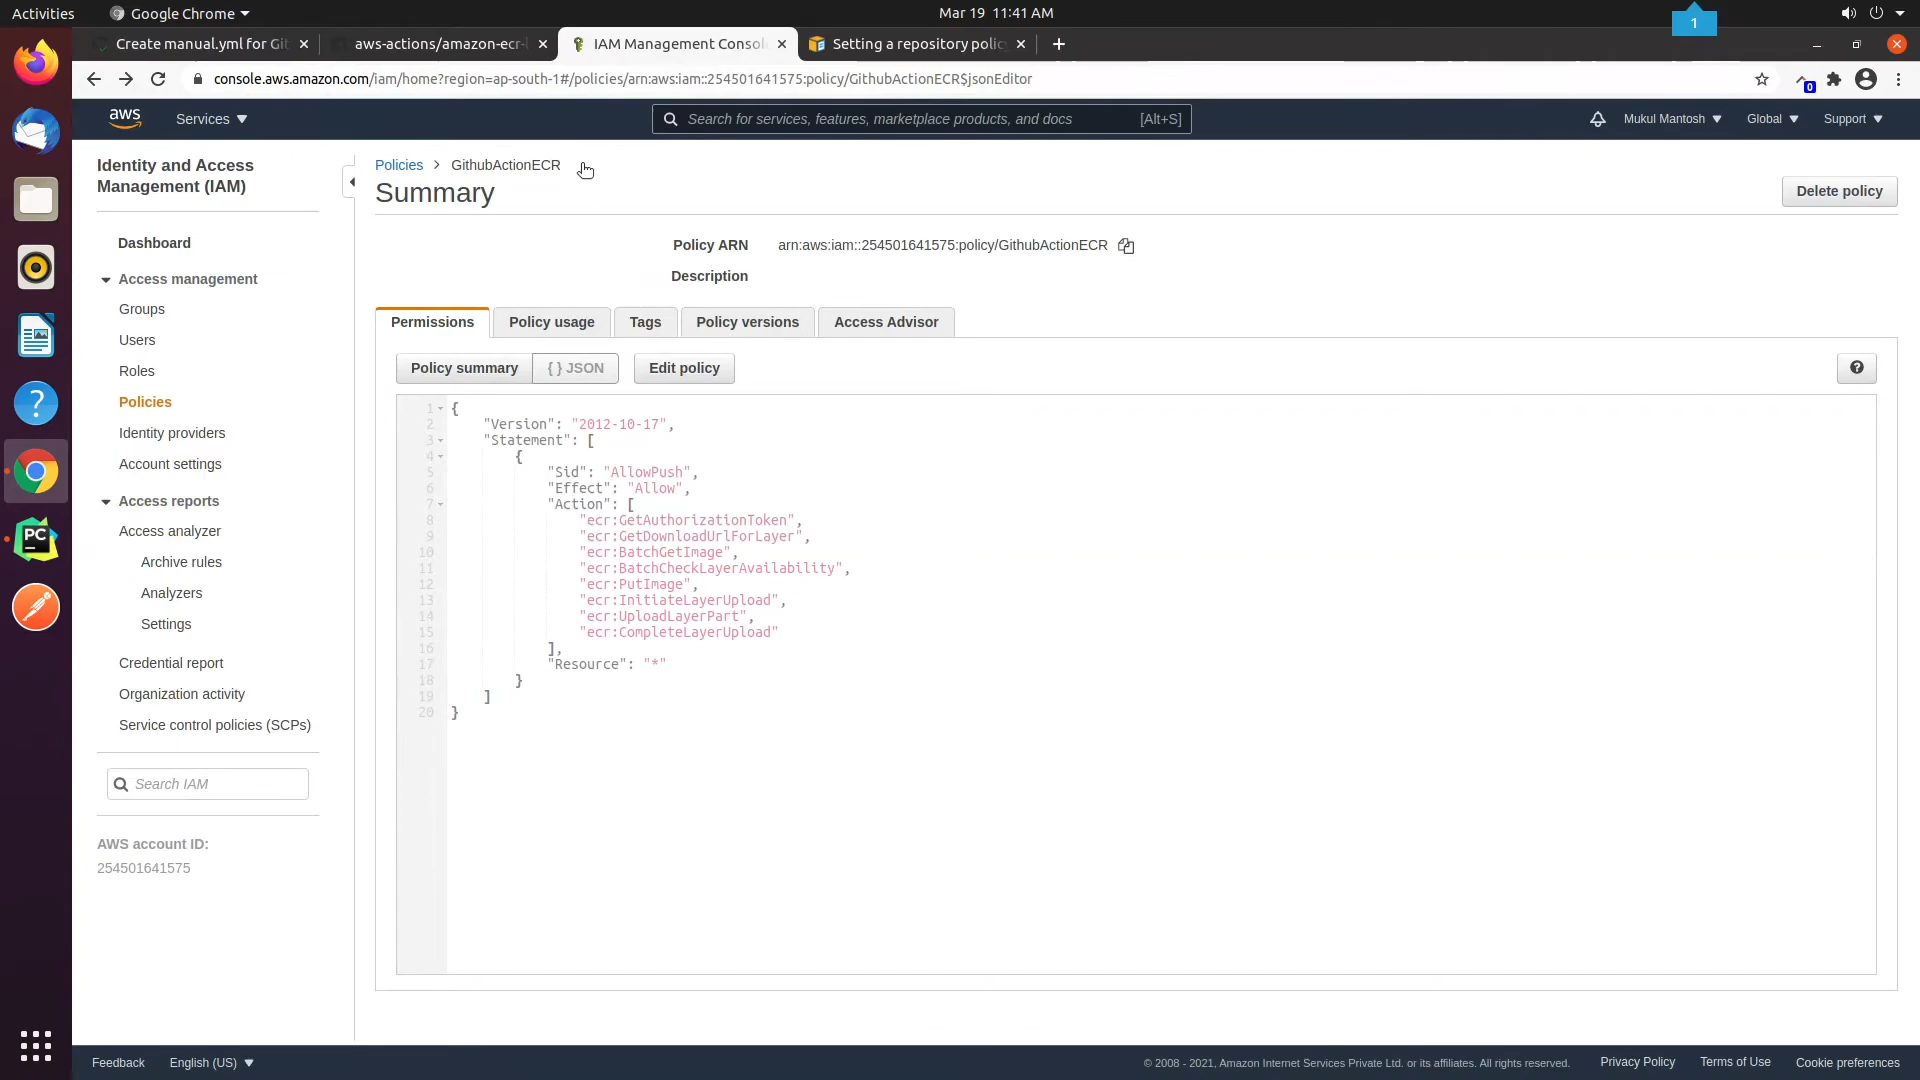 Activities
Google Chrome
Mar 19 11:41 AM
1
Create manual.yml for Git
aws-actions/amazon-ecr-l
IAM Management Consol
Setting a repository polic
console.aws.amazon.com/iam/home?region=ap-south-1#/policies/arn:aws:iam::254501641575:policy/GithubActionECR$jsonEditor
0
aws
Services
Search for services, features, marketplace products, and docs
[Alt+S]
Mukul Mantosh
Global
Support
Identity and Access
Management (IAM)
Dashboard
Access management
Groups
Users
Roles
Policies
Identity providers
Account settings
Access reports
Access analyzer
Archive rules
Analyzers
Settings
Credential report
Organization activity
Service control policies (SCPs)
Search IAM
AWS account ID:
254501641575
Policies > GithubActionECR
Summary
Delete policy
Policy ARN arn:aws:iam::254501641575:policy/GithubActionECR
Description
Permissions
Policy usage
Tags
Policy versions
Access Advisor
Policy summary
{ } JSON
Edit policy
?
1 {
2 "Version": "2012-10-17",
3 "Statement": [
4 {
5 "Sid": "AllowPush",
6 "Effect": "Allow",
7 "Action": [
8 "ecr:GetAuthorizationToken",
9 "ecr:GetDownloadUrlForLayer",
10 "ecr:BatchGetImage",
11 "ecr:BatchCheckLayerAvailability",
12 "ecr:PutImage",
13 "ecr:InitiateLayerUpload",
14 "ecr:UploadLayerPart",
15 "ecr:CompleteLayerUpload"
16 ],
17 "Resource": "*"
18 }
19 ]
20 }
PC
Feedback
English (US)
© 2008 - 2021, Amazon Internet Services Private Ltd. or its affiliates. All rights reserved.
Privacy Policy
Terms of Use
Cookie preferences